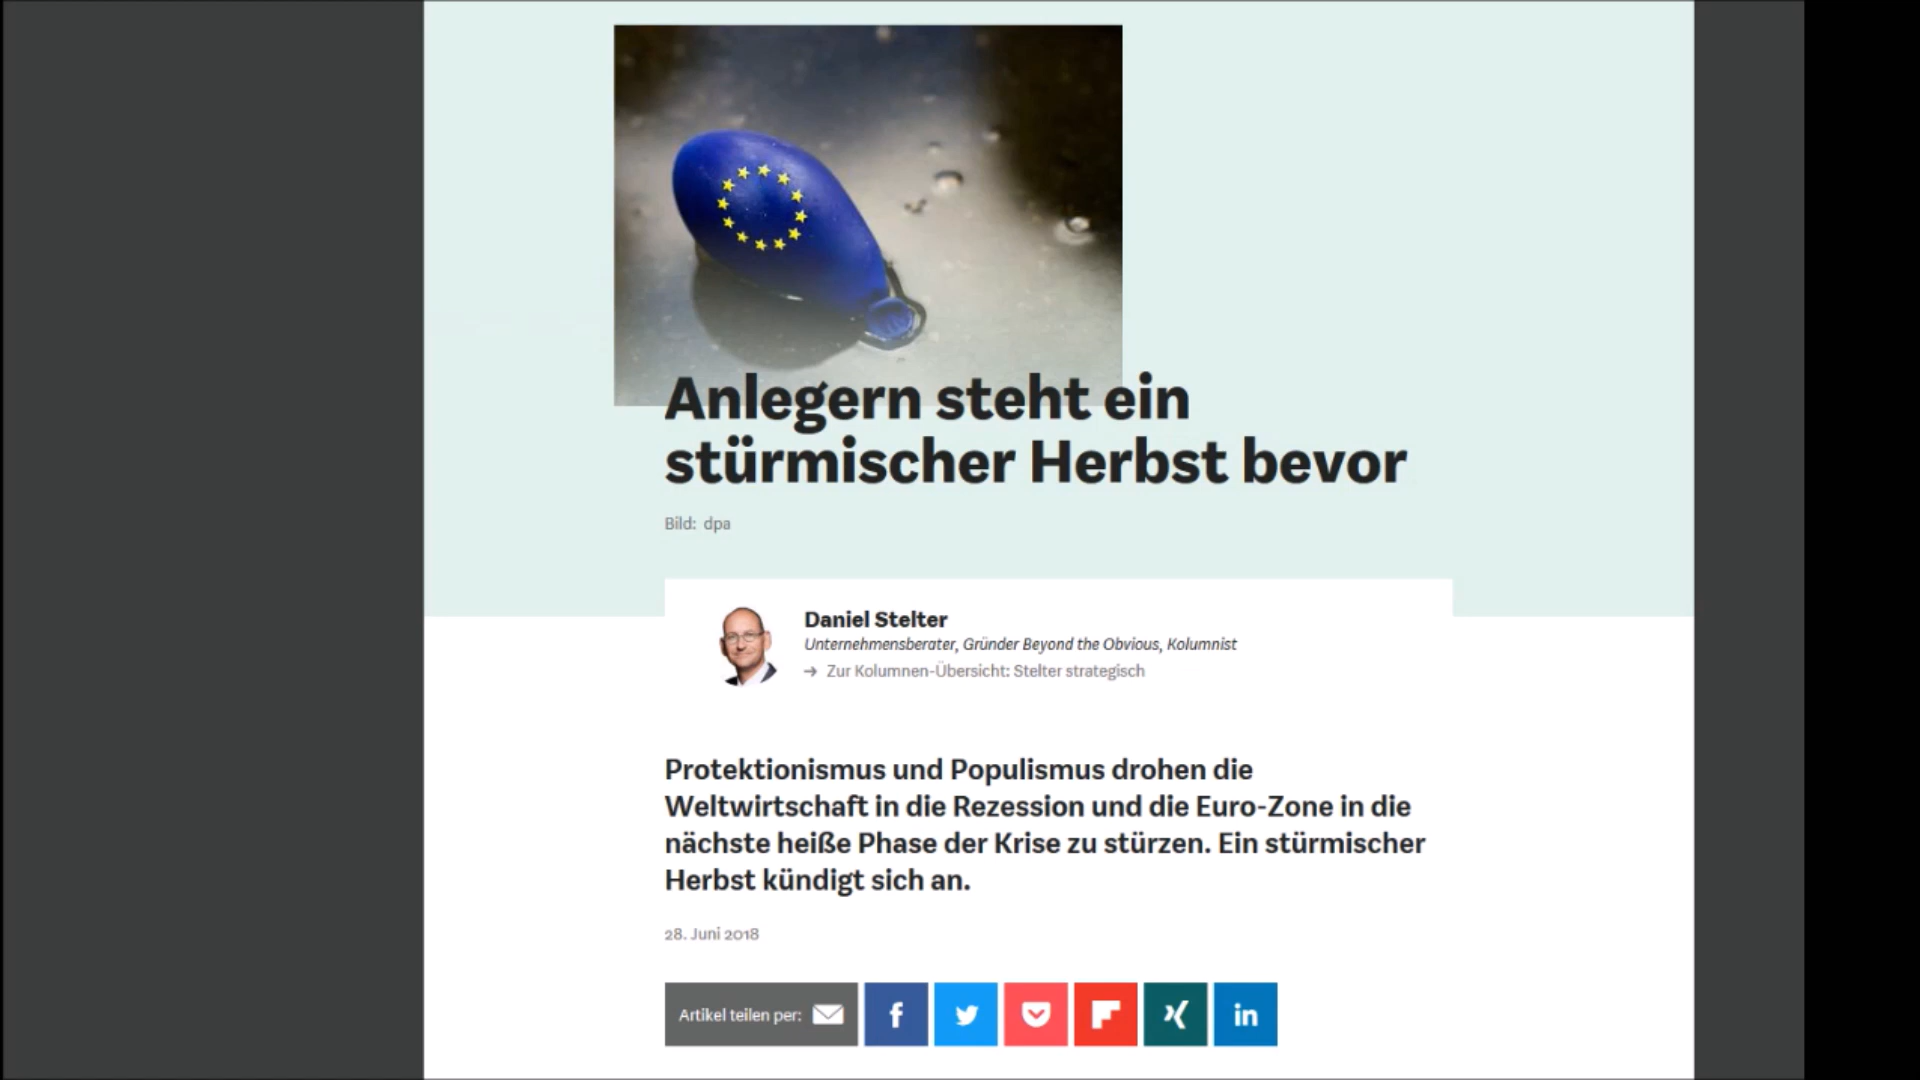 Anlegern steht ein
stürmischer Herbst bevor
Bild: dpa
Daniel Stelter
Unternehmensberater, Gründer Beyond the Obvious, Kolumnist
→ Zur Kolumnen-Übersicht: Stelter strategisch
Protektionismus und Populismus drohen die
Weltwirtschaft in die Rezession und die Euro-Zone in die
nächste heiße Phase der Krise zu stürzen. Ein stürmischer
Herbst kündigt sich an.
28. Juni 2018
Artikel teilen per: